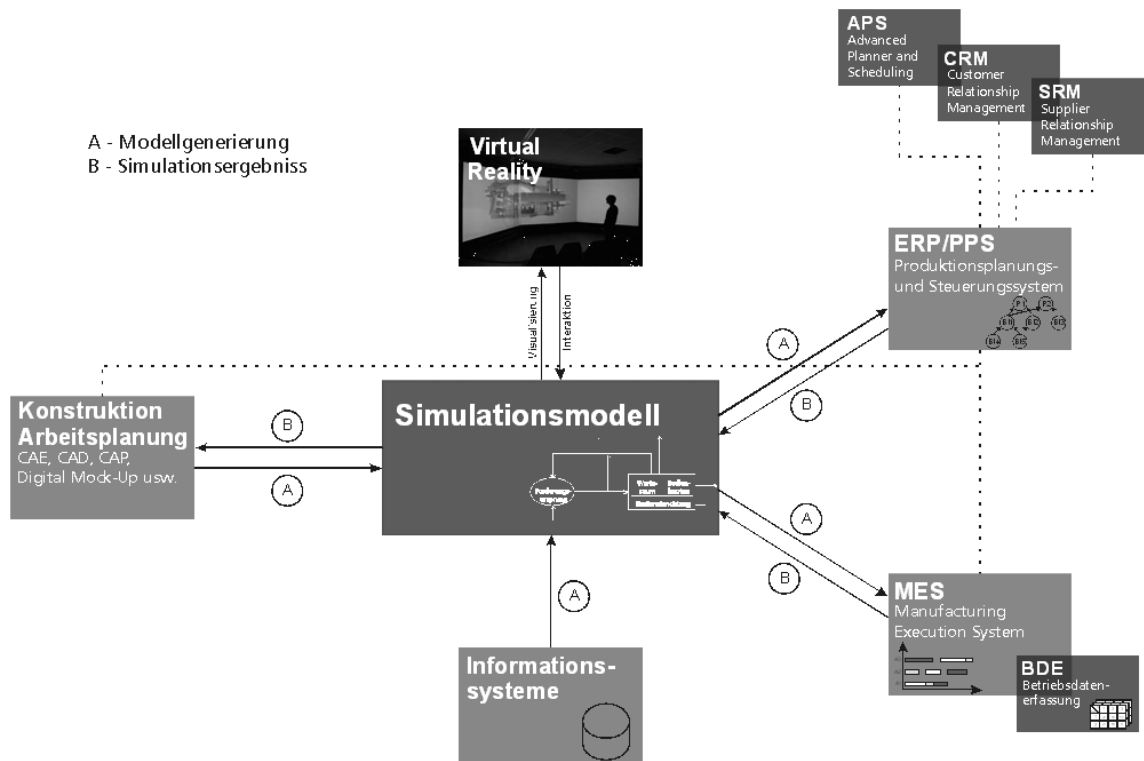 APS
Advanced
Planner and
Scheduling
CRM
Customer
Relationship
Management
SRM
Supplier
Relationship
Management
A - Modellgenerierung
B - Simulationsergebniss
Virtual
Reality
ERP/PPS
Produktionsplanungs-
und Steuerungssystem
P1
P2
Visualisierung
Interaktion
A
B
Konstruktion
Arbeitsplanung
CAE, CAD, CAP,
Digital Mock-Up usw.
B
A
Simulationsmodell
A
B
A
Informations-
systeme
MES
Manufacturing
Execution System
BDE
Betriebsdaten-
erfassung